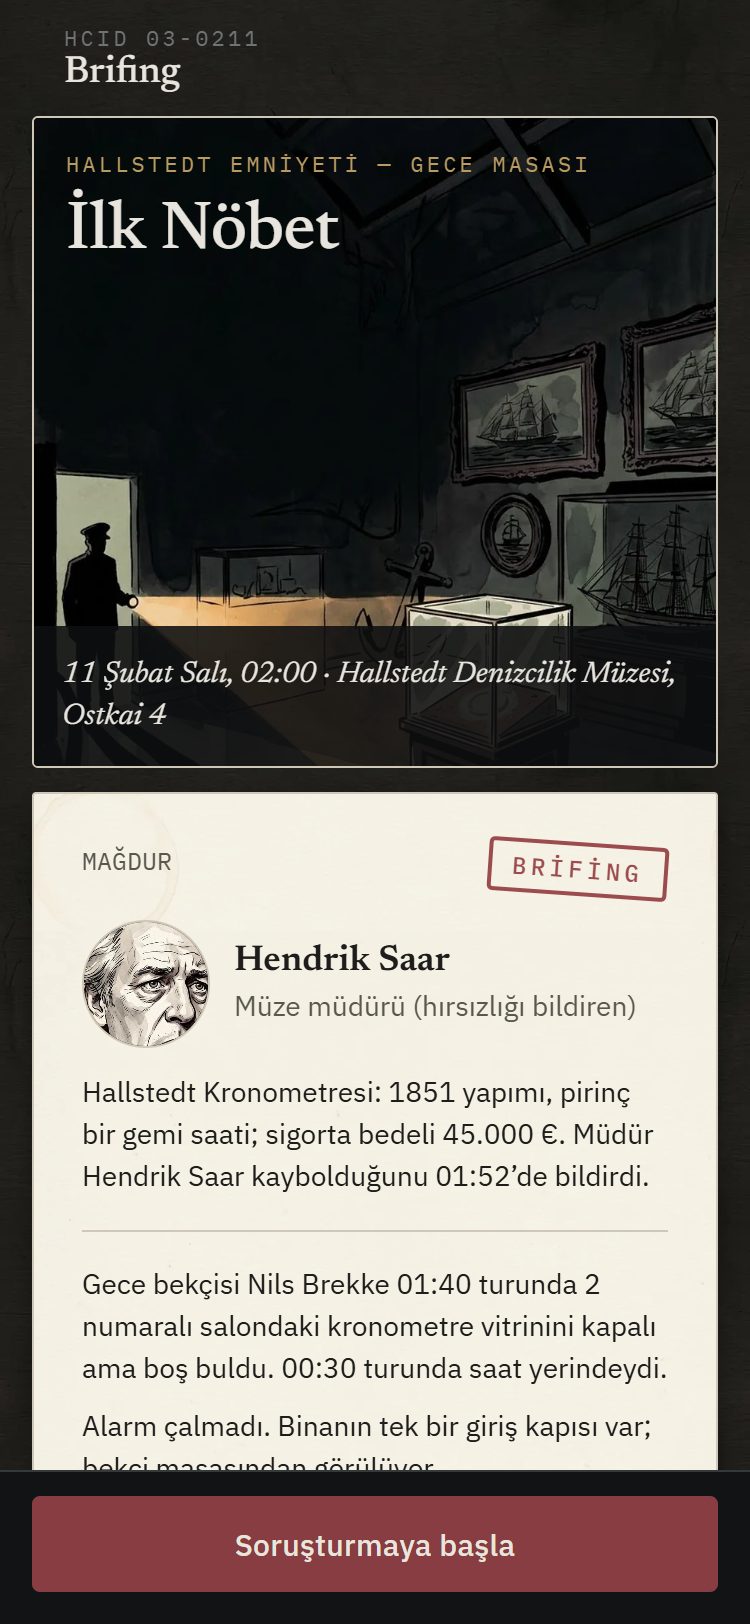 HCID 03-0211
Brifing
HALLSTEDT EMNİYETİ — GECE MASASI
İlk Nöbet
11 Şubat Salı, 02:00 · Hallstedt Denizcilik Müzesi,
Ostkai 4
MAĞDUR
BRİFİNG
Hendrik Saar
Müze müdürü (hırsızlığı bildiren)
Hallstedt Kronometresi: 1851 yapımı, pirinç
bir gemi saati; sigorta bedeli 45.000 €. Müdür
Hendrik Saar kaybolduğunu 01:52’de bildirdi.
Gece bekçisi Nils Brekke 01:40 turunda 2
numaralı salondaki kronometre vitrinini kapalı
ama boş buldu. 00:30 turunda saat yerindeydi.
Alarm çalmadı. Binanın tek bir giriş kapısı var;
bekçi masasından görülüyor.
Soruşturmaya başla